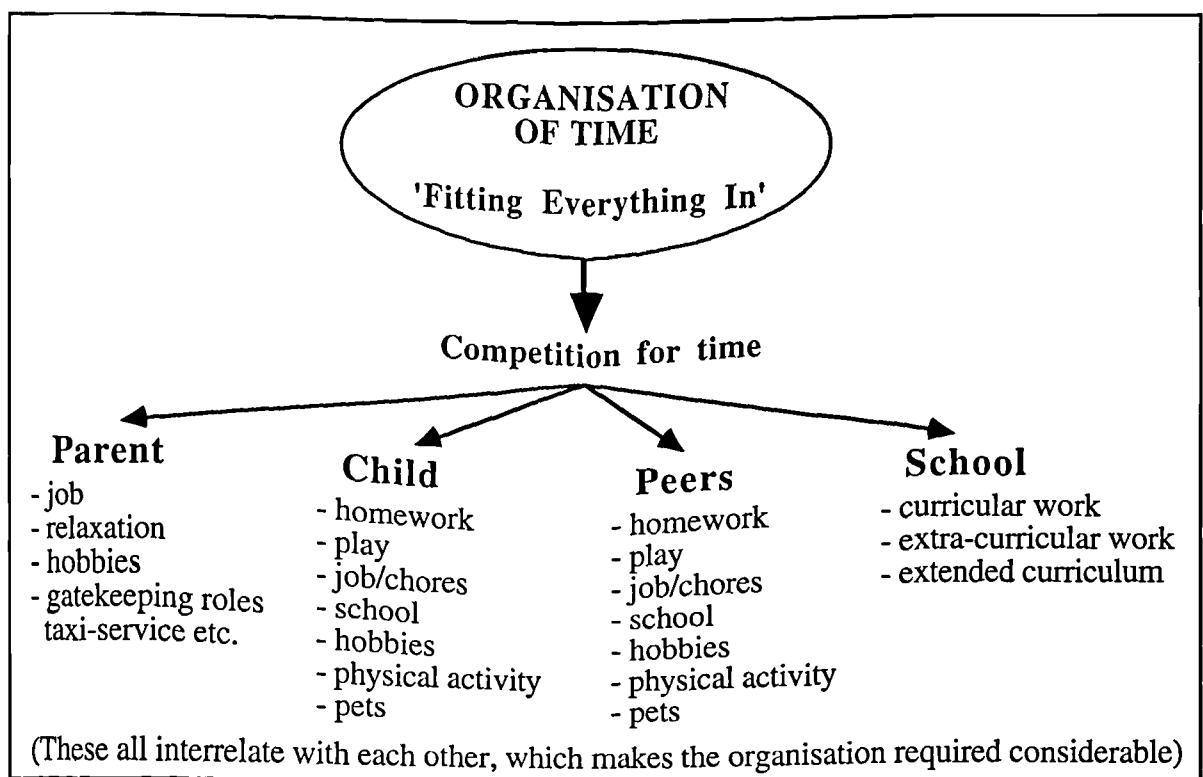 ORGANISATION
OF TIME
'Fitting Everything In'
Competition for time
Parent
- job
- relaxation
- hobbies
- gatekeeping roles
taxi-service etc.
Child
- homework
- play
- job/chores
- school
- hobbies
- physical activity
- pets
Peers
- homework
- play
- job/chores
- school
- hobbies
- physical activity
- pets
School
- curricular work
- extra-curricular work
- extended curriculum
(These all interrelate with each other, which makes the organisation required considerable)